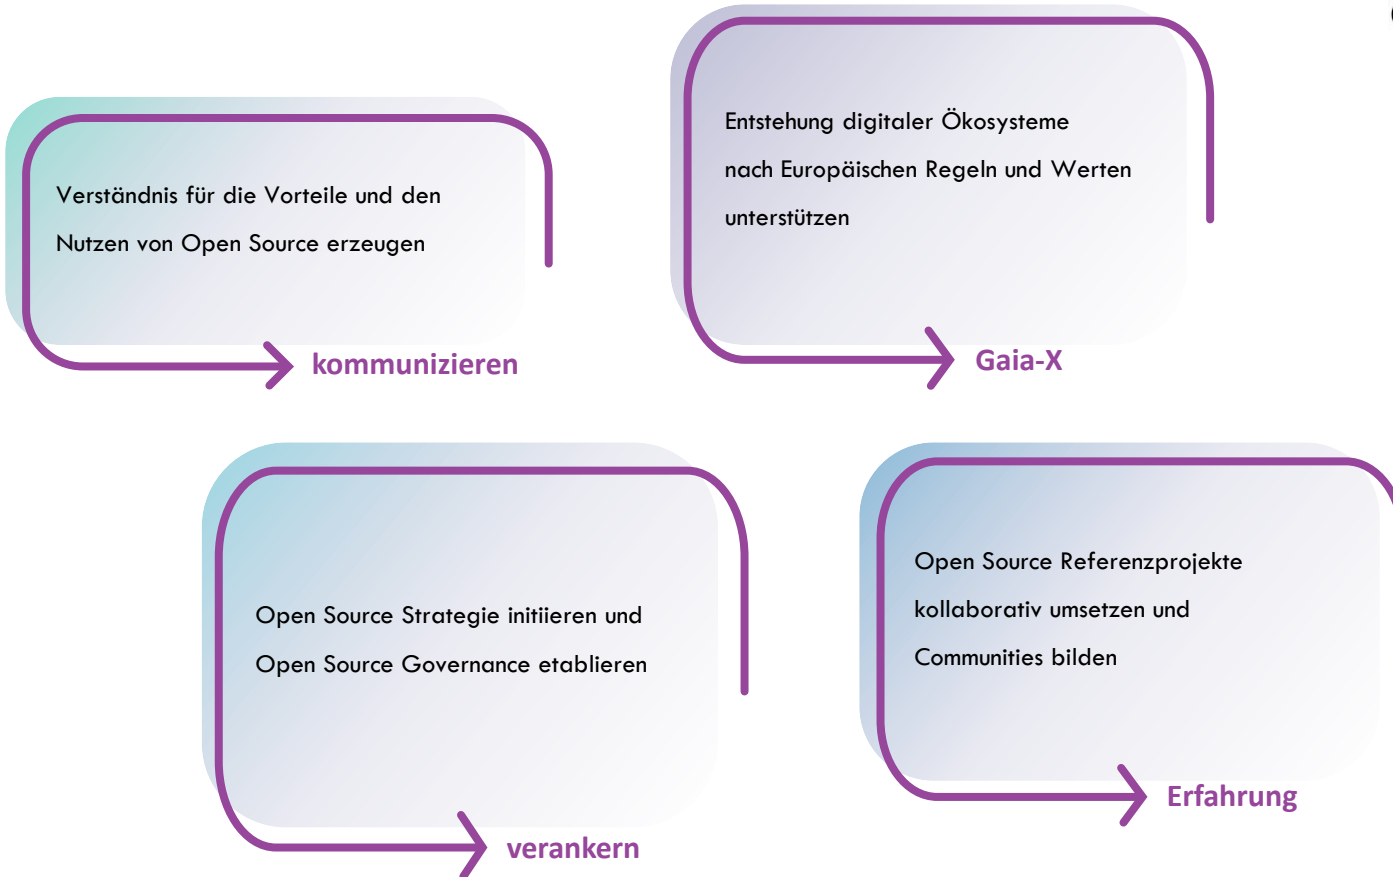 Verständnis für die Vorteile und den
Nutzen von Open Source erzeugen
kommunizieren
Entstehung digitaler Ökosysteme
nach Europäischen Regeln und Werten
unterstützen
Gaia-X
Open Source Strategie initiieren und
Open Source Governance etablieren
verankern
Open Source Referenzprojekte
kollaborativ umsetzen und
Communities bilden
Erfahrung